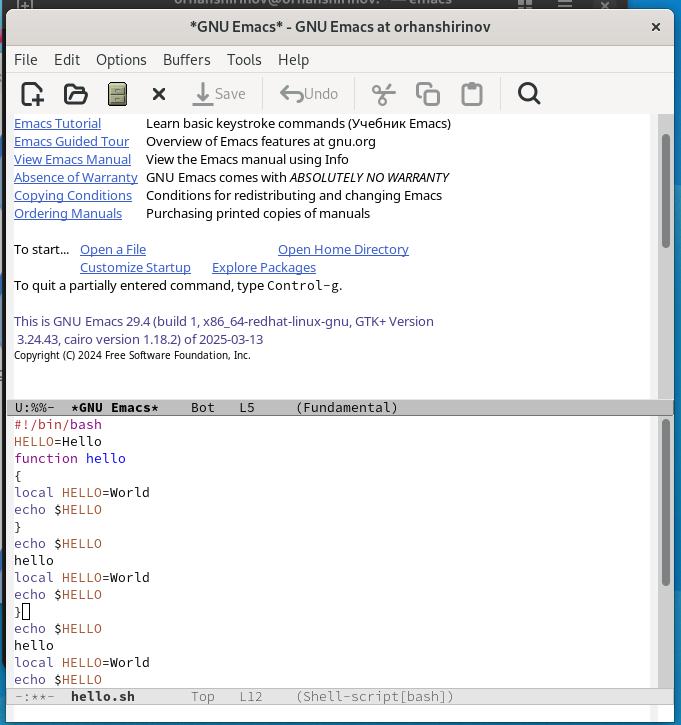 orhanshirinov@orhanshirinov: — emacs
*GNU Emacs* - GNU Emacs at orhanshirinov
File Edit Options Buffers Tools Help
Save Undo
Emacs Tutorial Learn basic keystroke commands (Учебник Emacs)
Emacs Guided Tour Overview of Emacs features at gnu.org
View Emacs Manual View the Emacs manual using Info
Absence of Warranty GNU Emacs comes with ABSOLUTELY NO WARRANTY
Copying Conditions Conditions for redistributing and changing Emacs
Ordering Manuals Purchasing printed copies of manuals
To start... Open a File Open Home Directory
Customize Startup Explore Packages
To quit a partially entered command, type Control-g.
This is GNU Emacs 29.4 (build 1, x86_64-redhat-linux-gnu, GTK+ Version
3.24.43, cairo version 1.18.2) of 2025-03-13
Copyright (C) 2024 Free Software Foundation, Inc.
U:%%- *GNU Emacs* Bot L5 (Fundamental)
#!/bin/bash
HELLO=Hello
function hello
{
local HELLO=World
echo $HELLO
}
echo $HELLO
hello
local HELLO=World
echo $HELLO
}
echo $HELLO
hello
local HELLO=World
echo $HELLO
-:**- hello.sh Top L12 (Shell-script[bash])